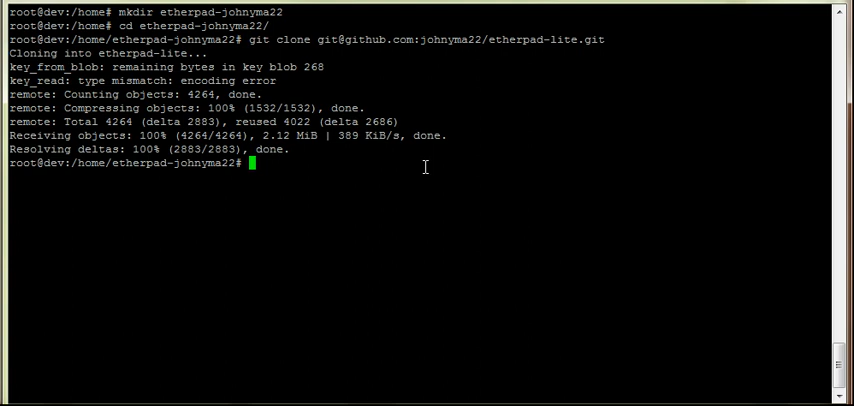 root@dev:/home# mkdir etherpad-johnyma22
root@dev:/home# cd etherpad-johnyma22/
root@dev:/home/etherpad-johnyma22# git clone git@github.com:johnyma22/etherpad-lite.git
Cloning into etherpad-lite...
key_from_blob: remaining bytes in key blob 268
key_read: type mismatch: encoding error
remote: Counting objects: 4264, done.
remote: Compressing objects: 100% (1532/1532), done.
remote: Total 4264 (delta 2883), reused 4022 (delta 2686)
Receiving objects: 100% (4264/4264), 2.12 MiB | 389 KiB/s, done.
Resolving deltas: 100% (2883/2883), done.
root@dev:/home/etherpad-johnyma22#